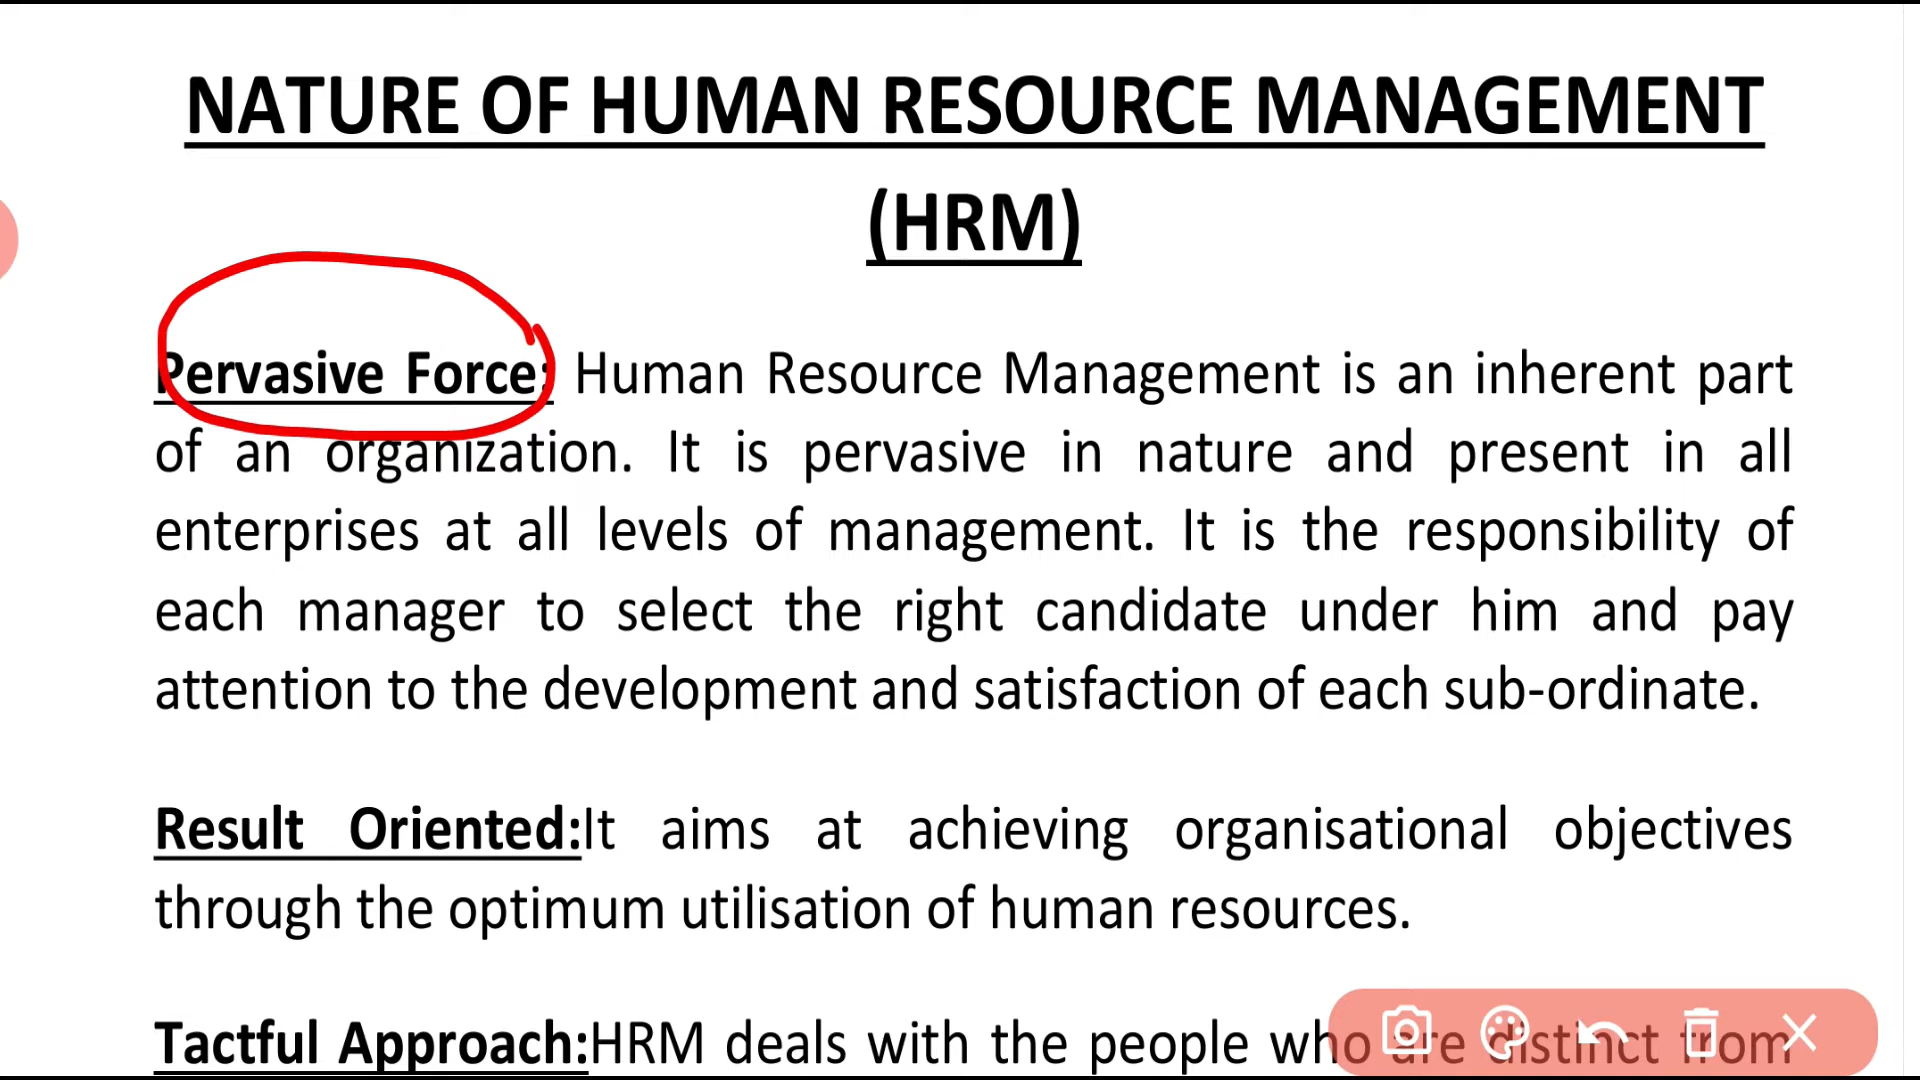 NATURE OF HUMAN RESOURCE MANAGEMENT
(HRM)
Pervasive Force: Human Resource Management is an inherent part
of an organization. It is pervasive in nature and present in all
enterprises at all levels of management. It is the responsibility of
each manager to select the right candidate under him and pay
attention to the development and satisfaction of each sub-ordinate.
Result Oriented:It aims at achieving organisational objectives
through the optimum utilisation of human resources.
Tactful Approach:HRM deals with the people who are distinct from